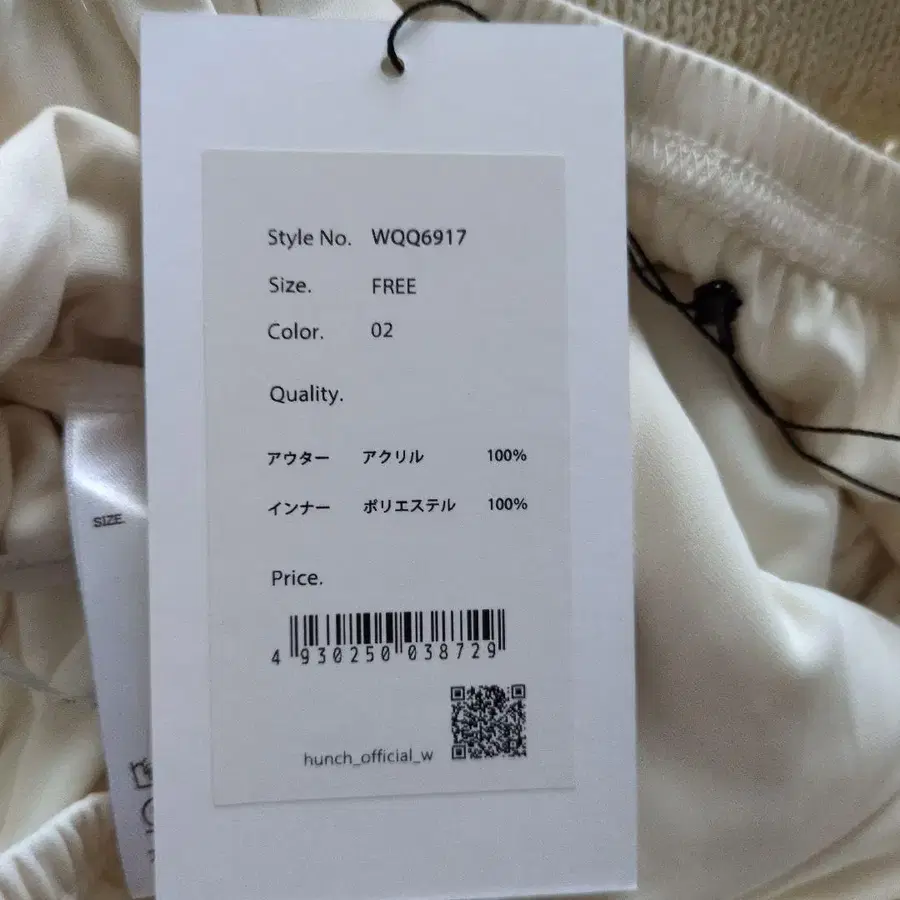 Style No. WQQ6917
Size. FREE
Color. 02
Quality.
アウター アクリル 100%
インナー ポリエステル 100%
Price.
4 930250 038729
hunch_official_w
SIZE